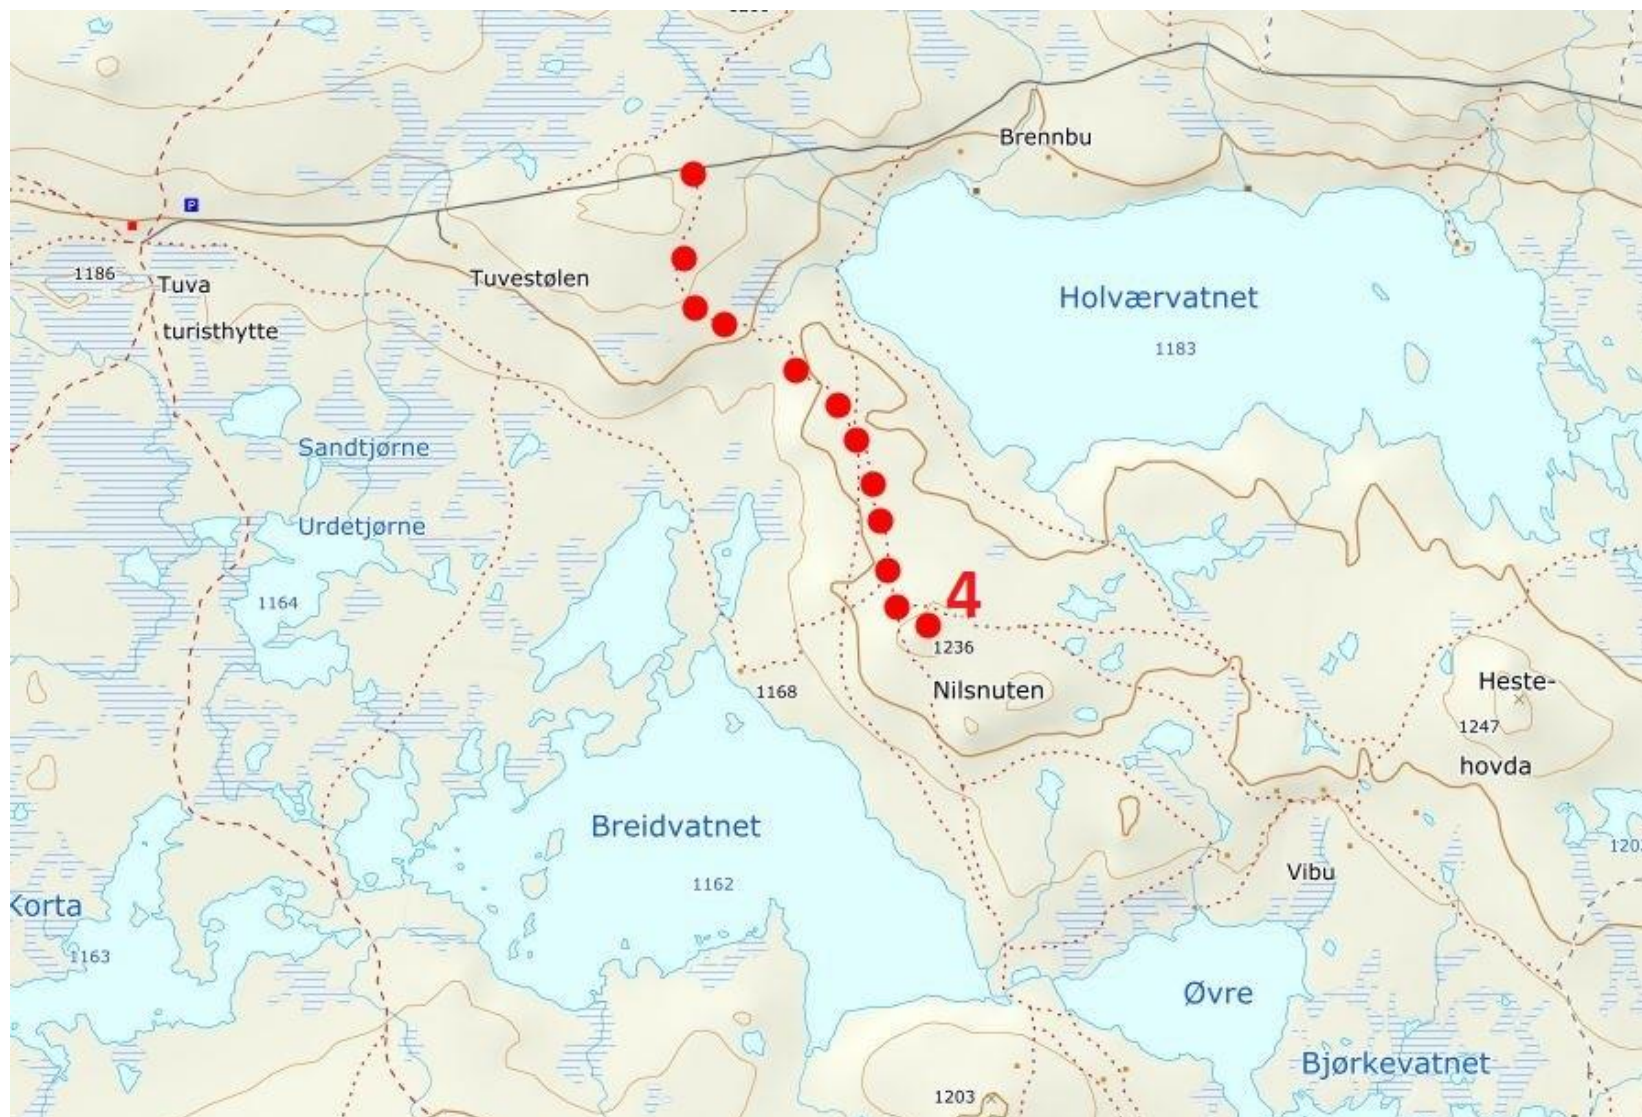 P
Brennbu
1186
Tuva
turisthytte
Tuvestølen
Holværvatnet
1183
Sandtjørne
Urdetjørne
1164
4
1236
Nilsnuten
1168
Heste-
1247
hovda
Breidvatnet
1162
Vibu
Korta
1163
Øvre
Bjørkevatnet
1203